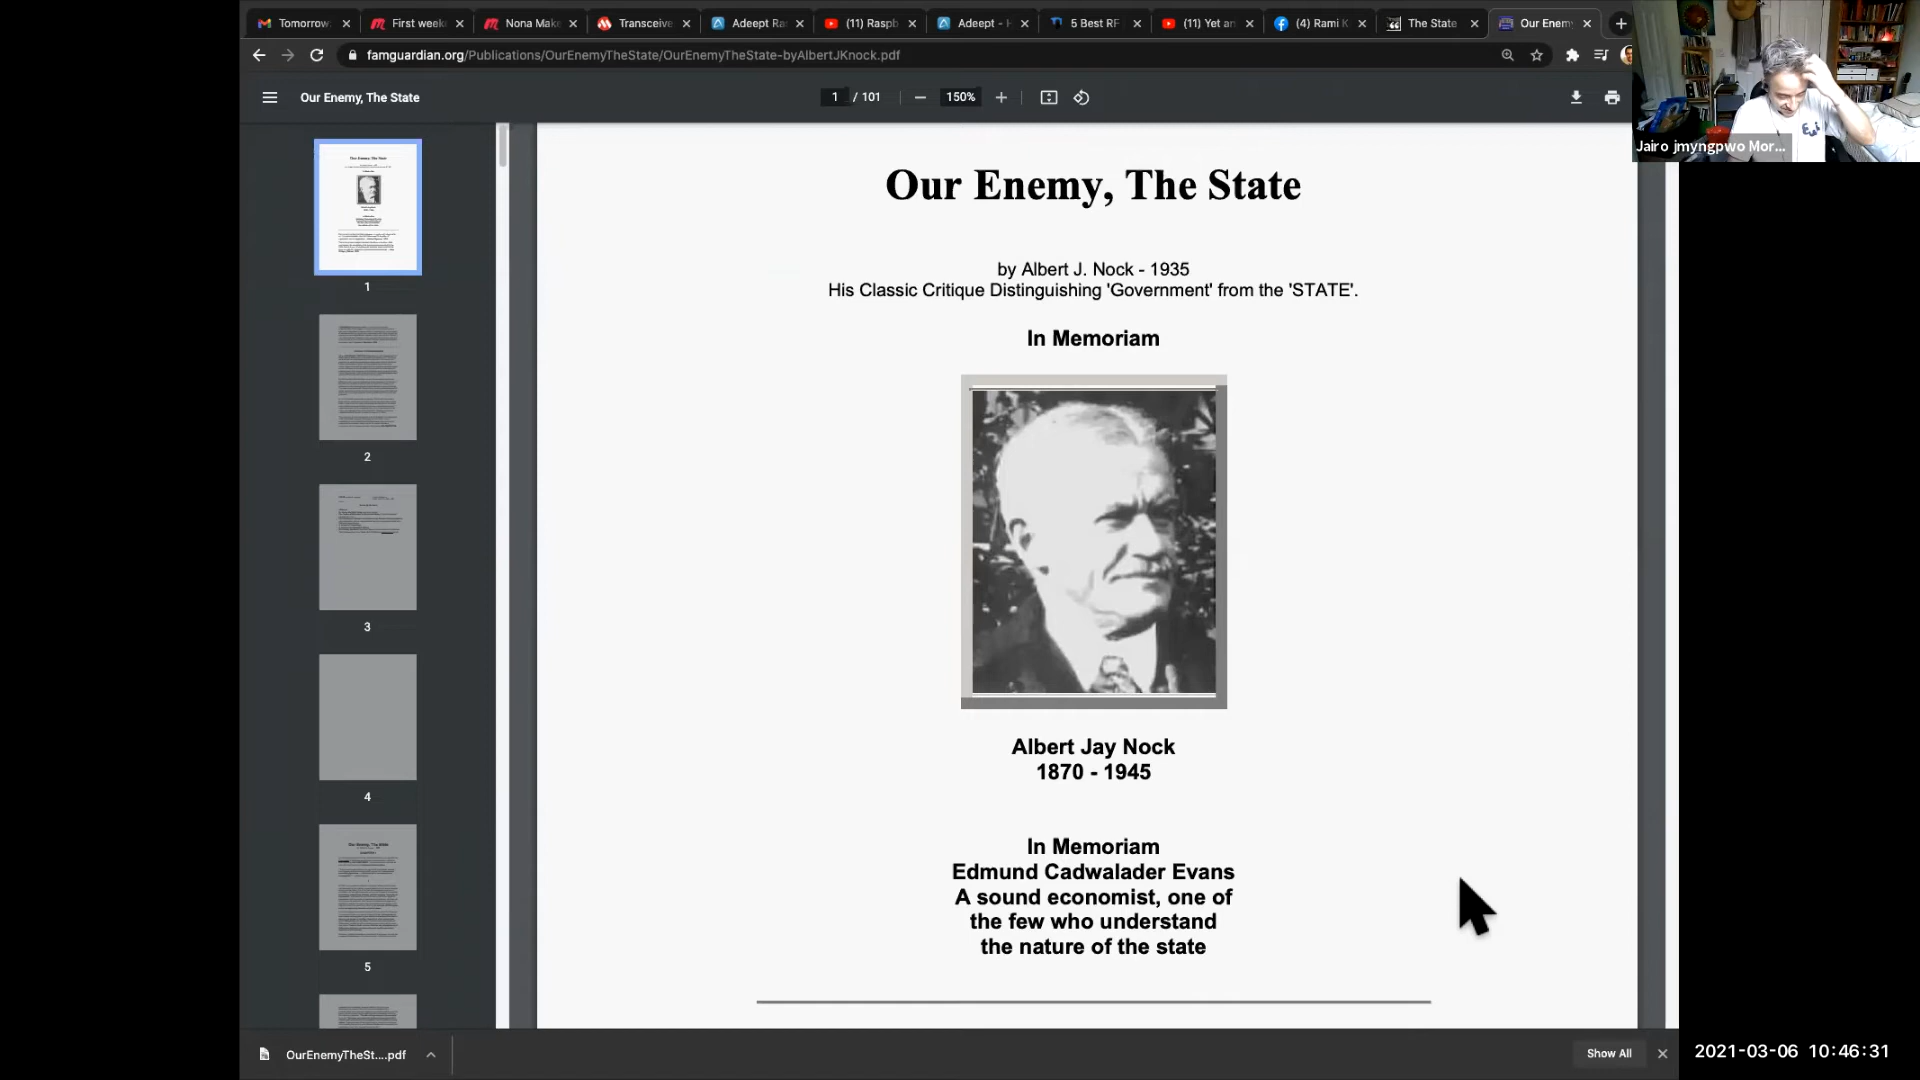 Tomorrow
First week
Nona Make
Transceive
Adeept Ra
(11) Raspb
Adeept - H
5 Best RF
(11) Yet an
(4) Rami K
The State
Our Enem
famguardian.org/Publications/OurEnemyTheState/OurEnemyTheState-byAlbertJKnock.pdf
Our Enemy, The State
1 / 101
150%
Jairo jmyngpwo Mor...
1
2
3
4
5
Our Enemy, The State
by Albert J. Nock - 1935
His Classic Critique Distinguishing 'Government' from the 'STATE'.
In Memoriam
Albert Jay Nock
1870 - 1945
In Memoriam
Edmund Cadwalader Evans
A sound economist, one of
the few who understand
the nature of the state
OurEnemyTheSt....pdf
Show All
2021-03-06 10:46:31